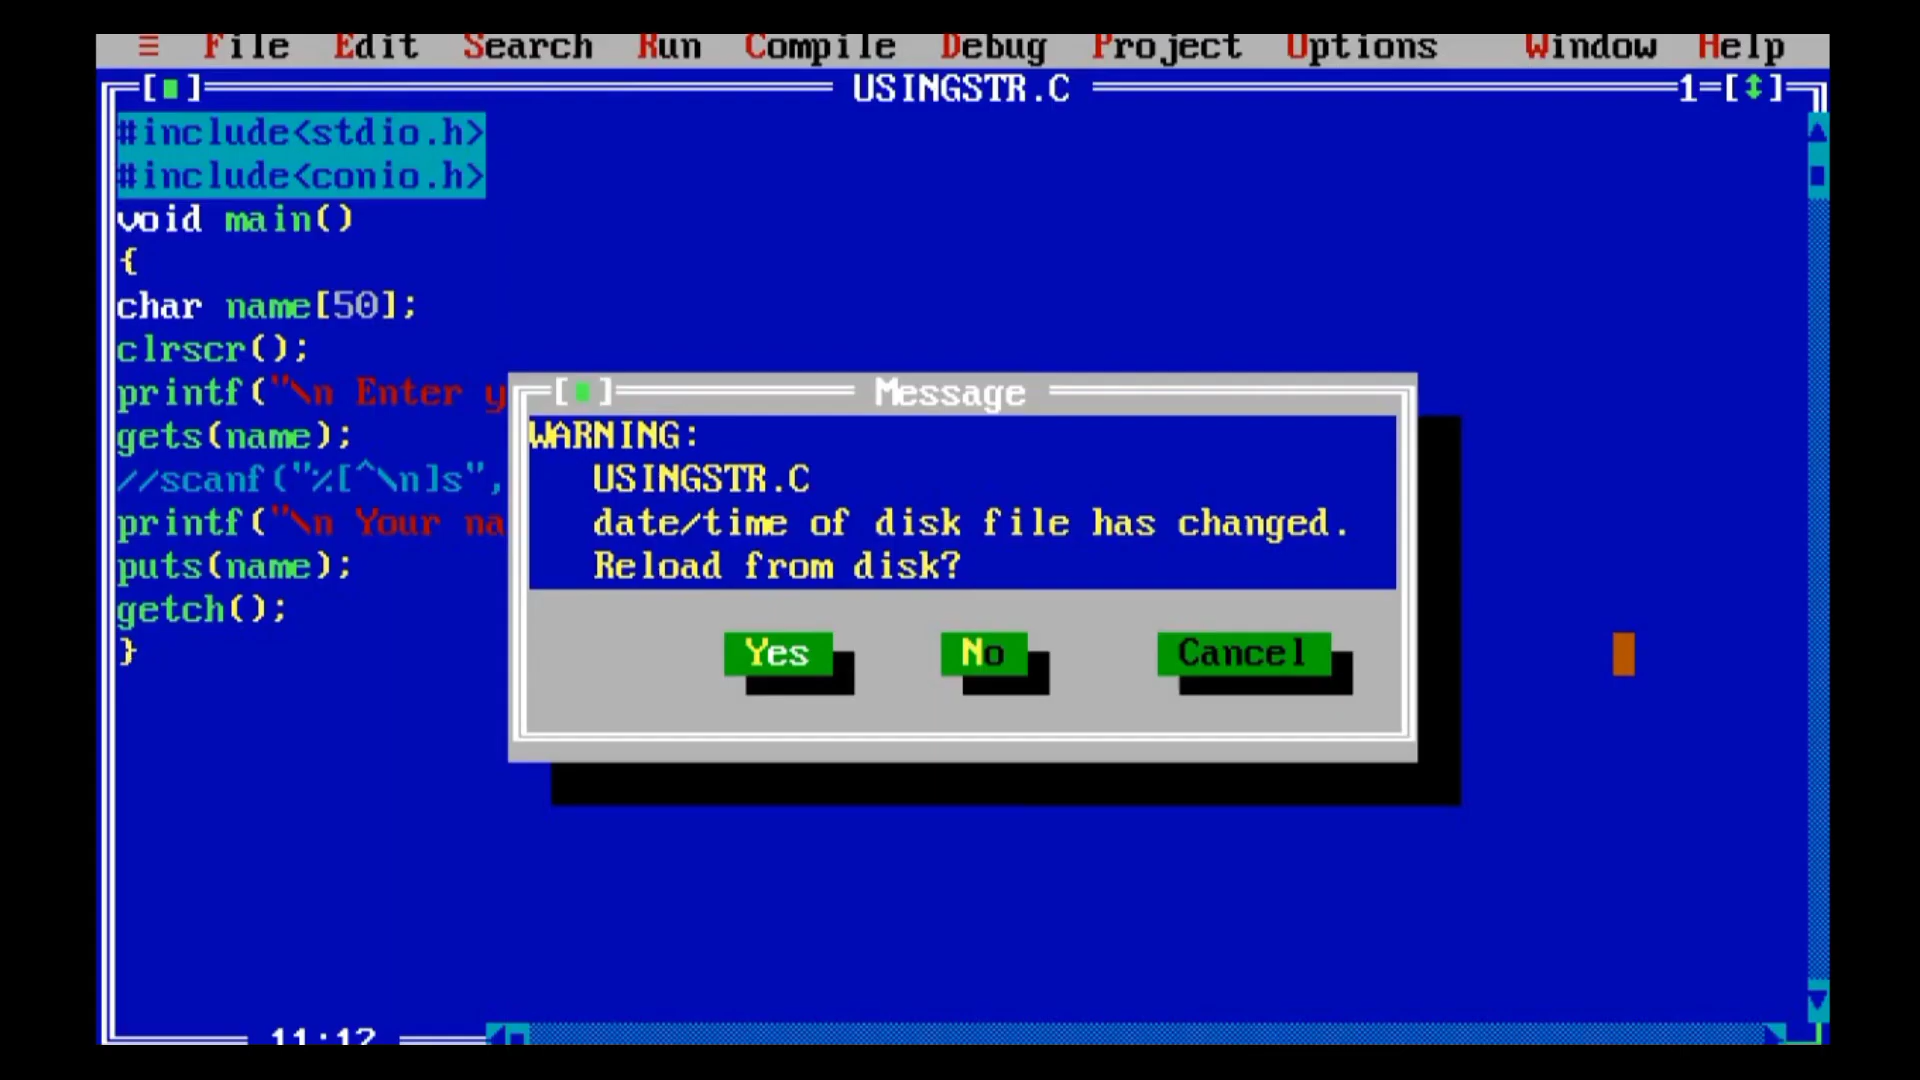 ≡ File Edit Search Run Compile Debug Project Options Window Help
[■] USINGSTR.C 1=[↕]
#include<stdio.h>
#include<conio.h>
void main()
{
char name[50];
clrscr();
printf("\n Enter y
gets(name);
//scanf("%[^\n]s",
printf("\n Your na
puts(name);
getch();
}
[■] Message
WARNING:
USINGSTR.C
date/time of disk file has changed.
Reload from disk?
Yes No Cancel
11:12